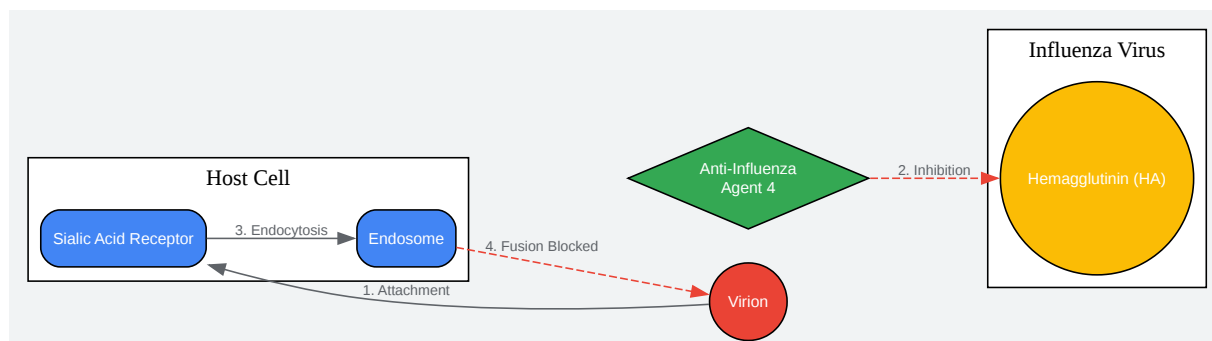 Influenza Virus
Hemagglutinin (HA)
Anti-Influenza
Agent 4
2. Inhibition
Host Cell
Sialic Acid Receptor
3. Endocytosis
Endosome
4. Fusion Blocked
1. Attachment
Virion